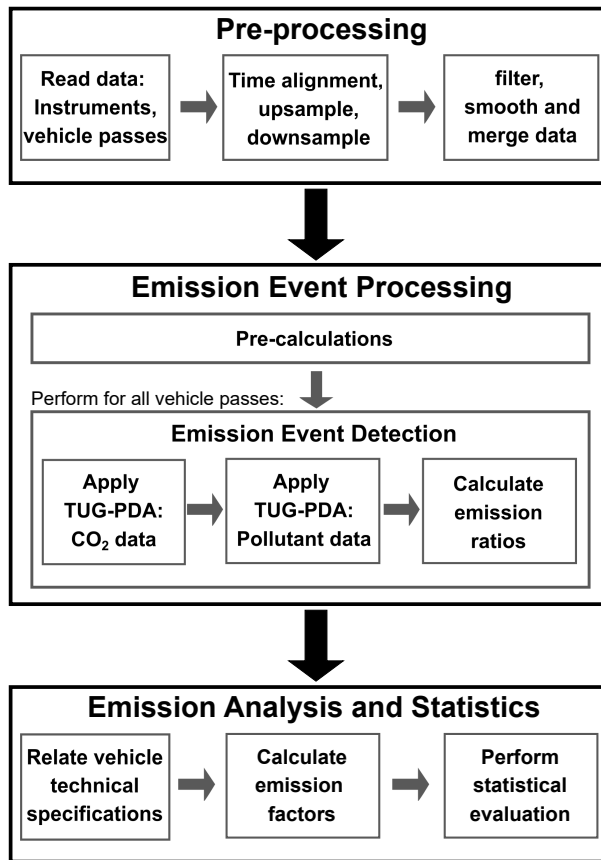 Pre-processing
Read data:
Instruments,
vehicle passes
Time alignment,
upsample,
downsample
filter,
smooth and
merge data
Emission Event Processing
Pre-calculations
Perform for all vehicle passes:
Emission Event Detection
Apply
TUG-PDA:
CO₂ data
Apply
TUG-PDA:
Pollutant data
Calculate
emission
ratios
Emission Analysis and Statistics
Relate vehicle
technical
specifications
Calculate
emission
factors
Perform
statistical
evaluation